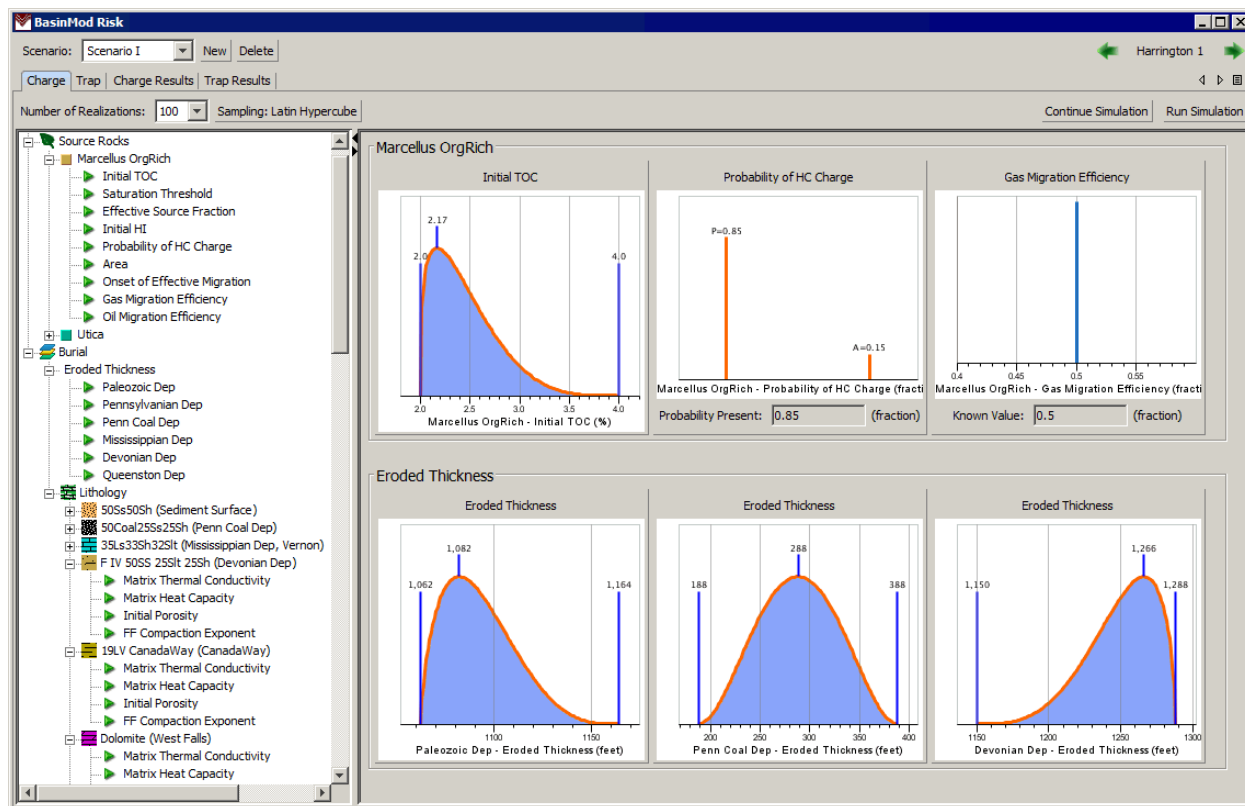 BasinMod Risk
Scenario: Scenario I New Delete Harrington 1
Charge Trap Charge Results Trap Results
Number of Realizations: 100 Sampling: Latin Hypercube Continue Simulation Run Simulation
Source Rocks
Marcellus OrgRich
Initial TOC
Saturation Threshold
Effective Source Fraction
Initial HI
Probability of HC Charge
Area
Onset of Effective Migration
Gas Migration Efficiency
Oil Migration Efficiency
Utica
Burial
Eroded Thickness
Paleozoic Dep
Pennsylvanian Dep
Penn Coal Dep
Mississippian Dep
Devonian Dep
Queenston Dep
Lithology
50Ss50Sh (Sediment Surface)
50Coal25Ss25Sh (Penn Coal Dep)
35Ls33Sh32Slt (Mississippian Dep, Vernon)
F IV 50SS 25Slt 25Sh (Devonian Dep)
Matrix Thermal Conductivity
Matrix Heat Capacity
Initial Porosity
FF Compaction Exponent
19LV CanadaWay (CanadaWay)
Matrix Thermal Conductivity
Matrix Heat Capacity
Initial Porosity
FF Compaction Exponent
Dolomite (West Falls)
Matrix Thermal Conductivity
Matrix Heat Capacity
Marcellus OrgRich
Initial TOC
2.17
2.0 4.0
2.0 2.5 3.0 3.5 4.0
Marcellus OrgRich - Initial TOC (%)
Probability of HC Charge
P=0.85
A=0.15
Marcellus OrgRich - Probability of HC Charge (fracti
Probability Present: 0.85 (fraction)
Gas Migration Efficiency
0.4 0.45 0.5 0.55
Marcellus OrgRich - Gas Migration Efficiency (fracti
Known Value: 0.5 (fraction)
Eroded Thickness
Eroded Thickness
1,082
1,062 1,164
1100 1150
Paleozoic Dep - Eroded Thickness (feet)
Eroded Thickness
288
188 388
200 250 300 350 400
Penn Coal Dep - Eroded Thickness (feet)
Eroded Thickness
1,266
1,150 1,288
1150 1200 1250 1300
Devonian Dep - Eroded Thickness (feet)